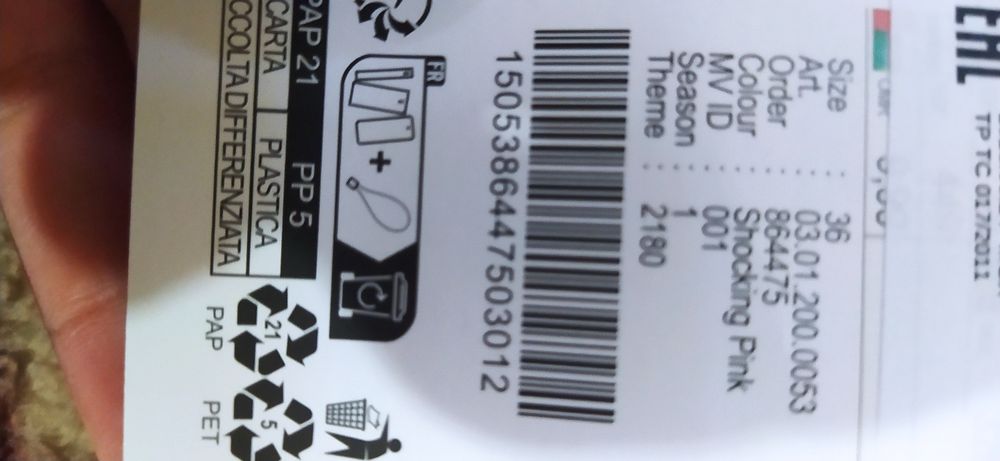 EAC
TP TC 017/2011
Size : 36
Art. : 03.01.200.0053
Order : 864475
Colour : Shocking Pink
MV ID : 001
Season : 1
Theme : 2180
1505386447503012
FR
PAP 21 PP 5
CARTA PLASTICA
CCOLTA DIFFERENZIATA
21 5
PAP PET